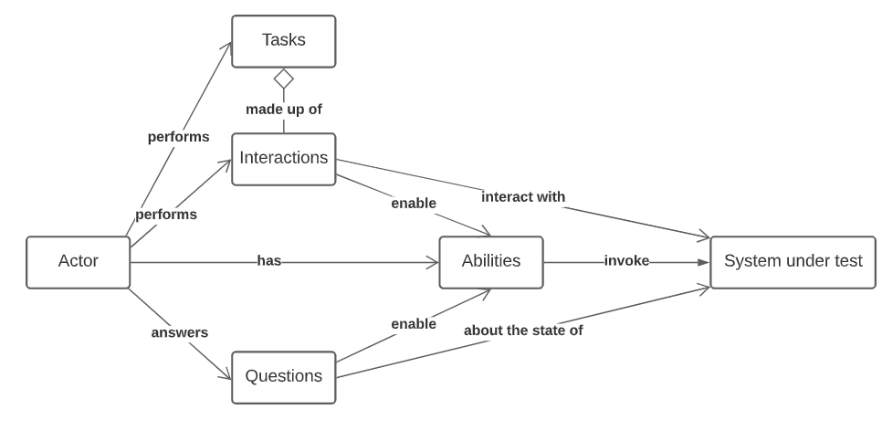 Tasks
made up of
performs
Interactions
performs
interact with
enable
Actor
has
Abilities
invoke
System under test
answers
enable
about the state of
Questions